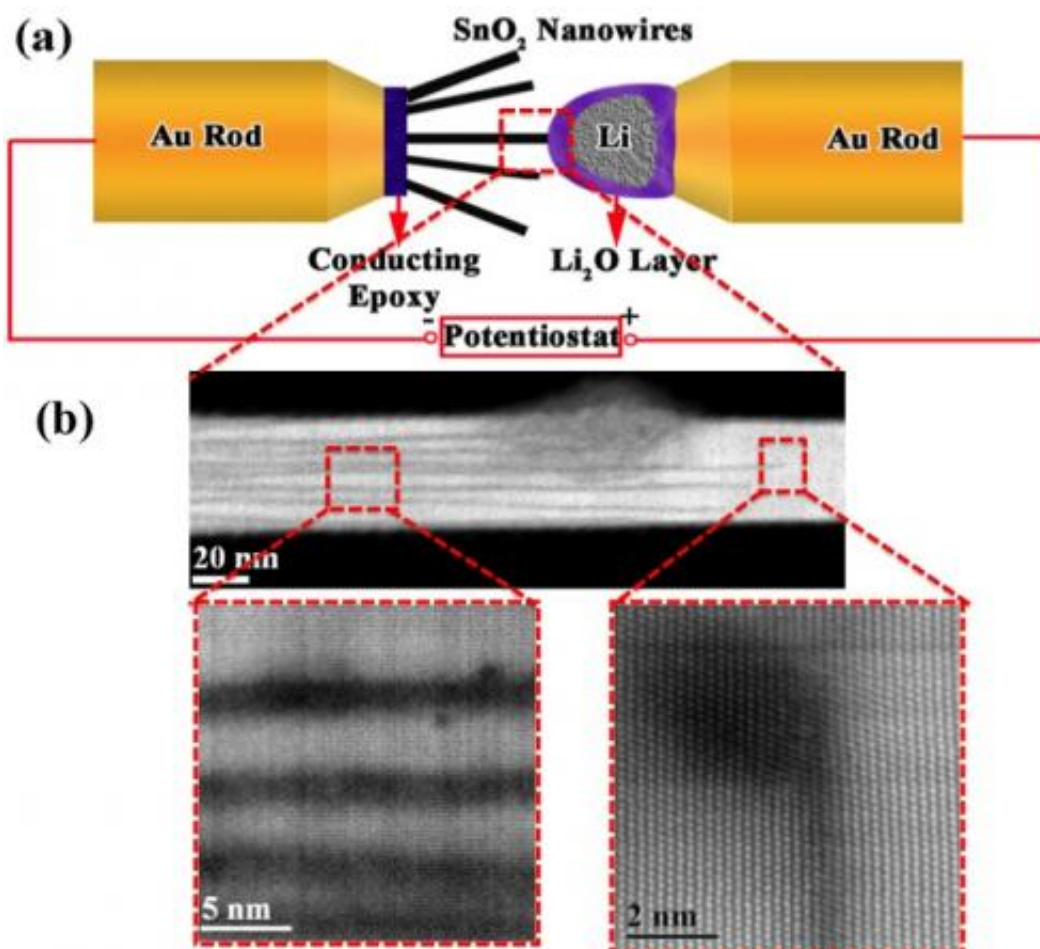 (a)
SnO₂ Nanowires
Au Rod
Li
Au Rod
Conducting
Epoxy
Li₂O Layer
- Potentiostat +
(b)
20 nm
5 nm
2 nm